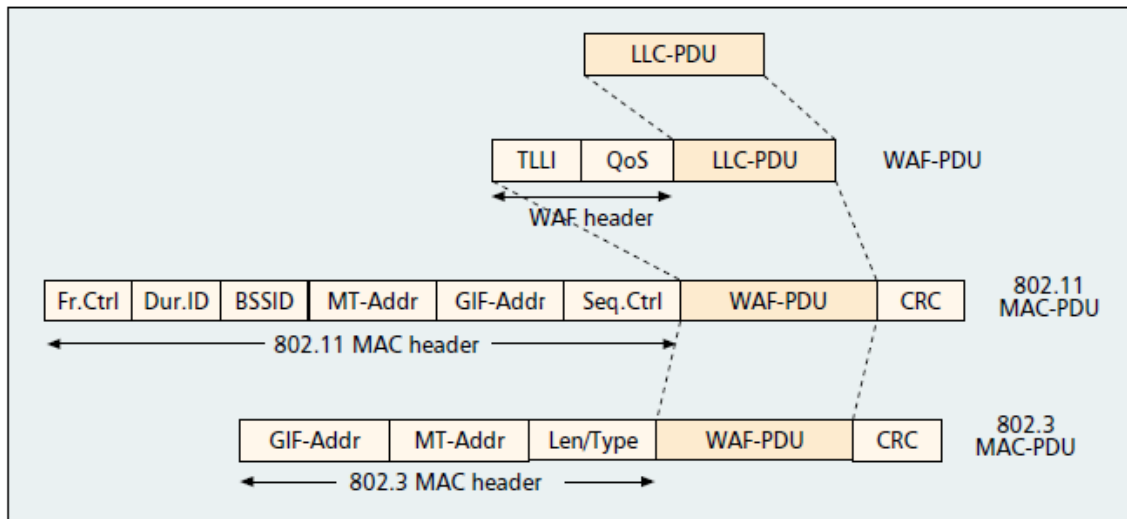 LLC-PDU
TLLI QoS LLC-PDU WAF-PDU
WAF header
Fr.Ctrl Dur.ID BSSID MT-Addr GIF-Addr Seq.Ctrl WAF-PDU CRC 802.11
MAC-PDU
802.11 MAC header
GIF-Addr MT-Addr Len/Type WAF-PDU CRC 802.3
MAC-PDU
802.3 MAC header